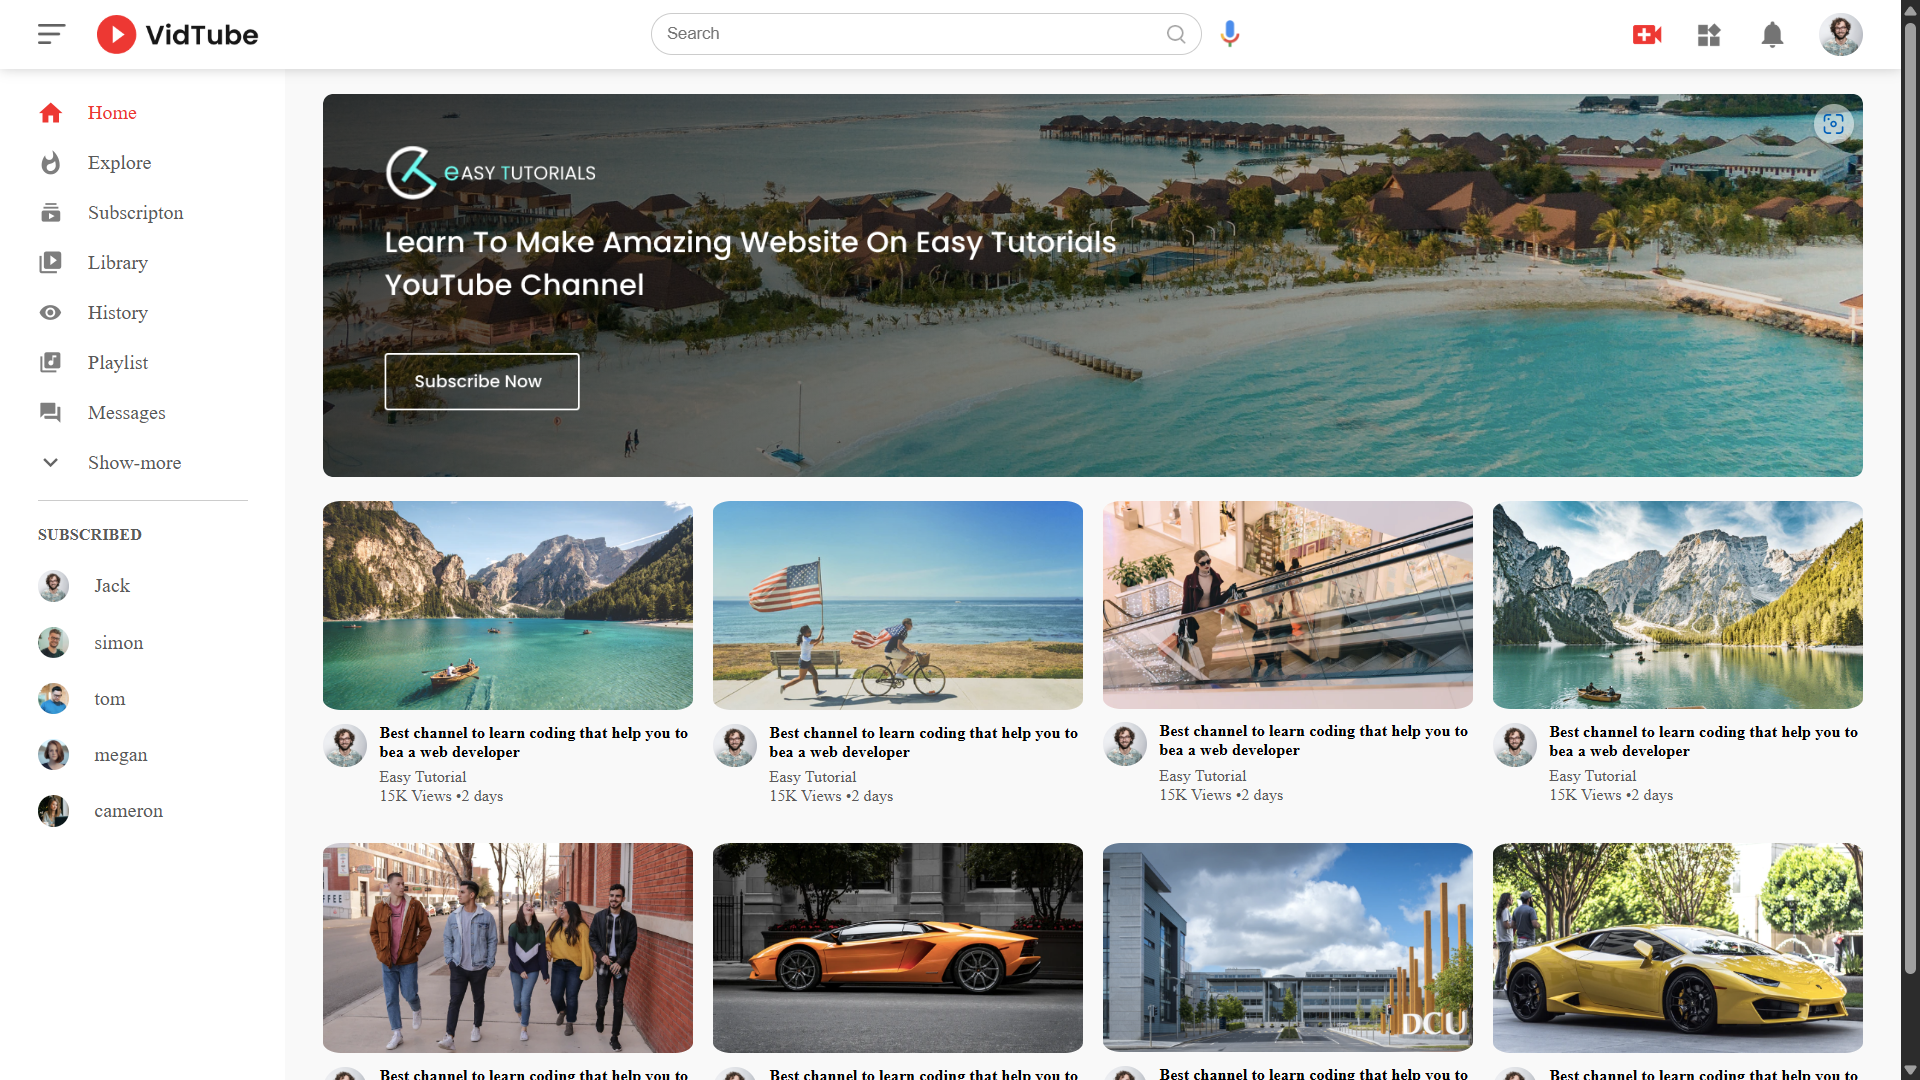 VidTube
Search
Home
Explore
Subscripton
Library
History
Playlist
Messages
Show-more
SUBSCRIBED
Jack
simon
tom
megan
cameron
eASY TUTORIALS
Learn To Make Amazing Website On Easy Tutorials
YouTube Channel
Subscribe Now
Best channel to learn coding that help you to
bea a web developer
Easy Tutorial
15K Views •2 days
Best channel to learn coding that help you to
bea a web developer
Easy Tutorial
15K Views •2 days
Best channel to learn coding that help you to
bea a web developer
Easy Tutorial
15K Views •2 days
Best channel to learn coding that help you to
bea a web developer
Easy Tutorial
15K Views •2 days
FFEE
DCU
Best channel to learn coding that help you to
Best channel to learn coding that help you to
Best channel to learn coding that help you to
Best channel to learn coding that help you to